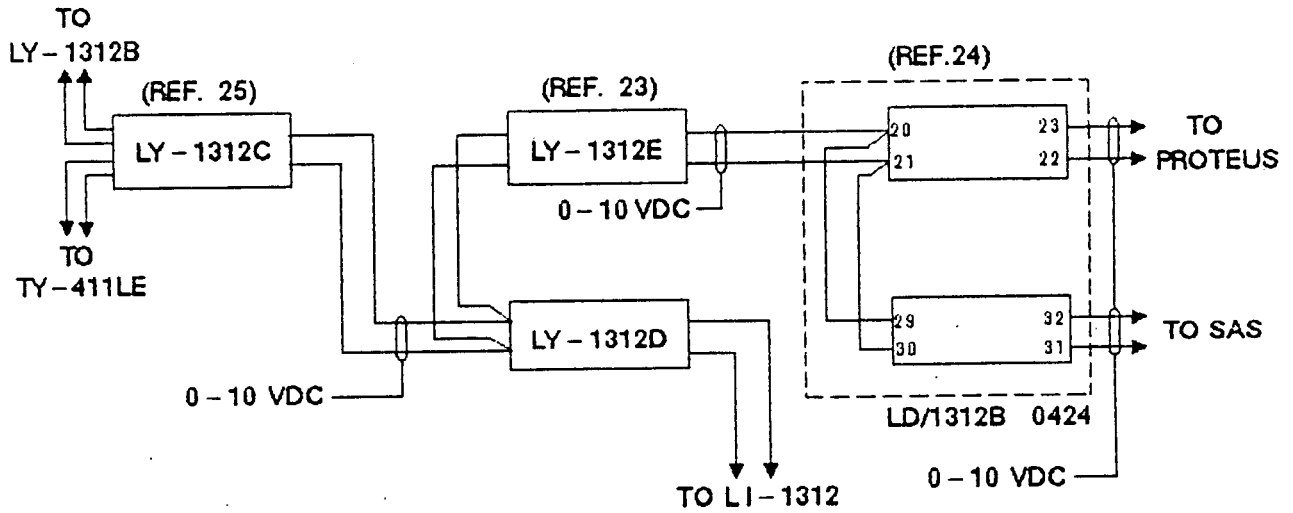 TO
LY-1312B
(REF. 25)
LY-1312C
TO
TY-411LE
0-10 VDC
(REF. 23)
LY-1312E
0-10 VDC
LY-1312D
TO LI-1312
(REF.24)
20
21
23
22
29
30
32
31
LD/1312B 0424
TO
PROTEUS
TO SAS
0-10 VDC